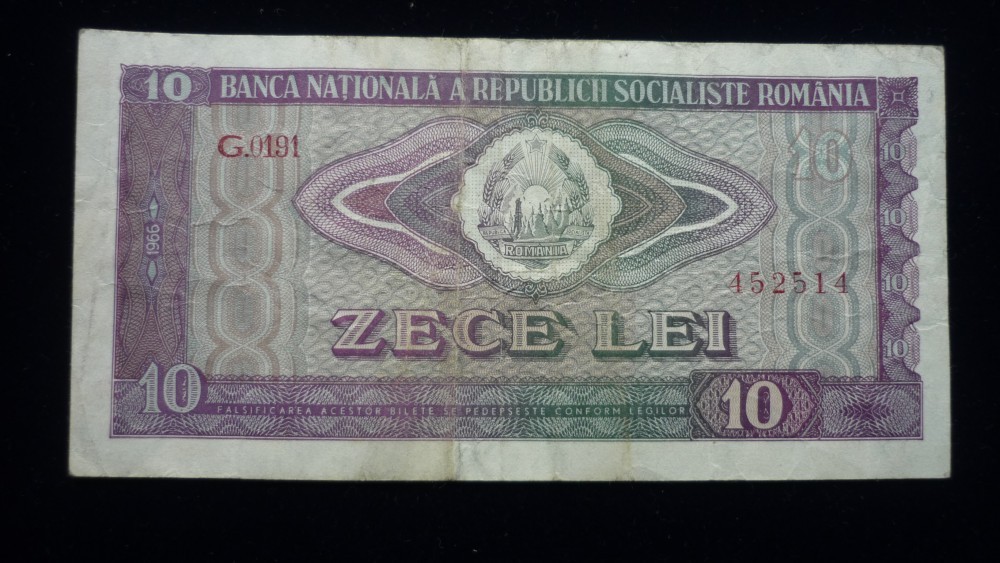 10 BANCA NAȚIONALĂ A REPUBLICII SOCIALISTE ROMÂNIA
G.0191
10
10
1966
10
ROMANIA
452514
10
ZECE LEI
10
10
FALSIFICAREA ACESTOR BILETE SE PEDEPSEȘTE CONFORM LEGILOR
10